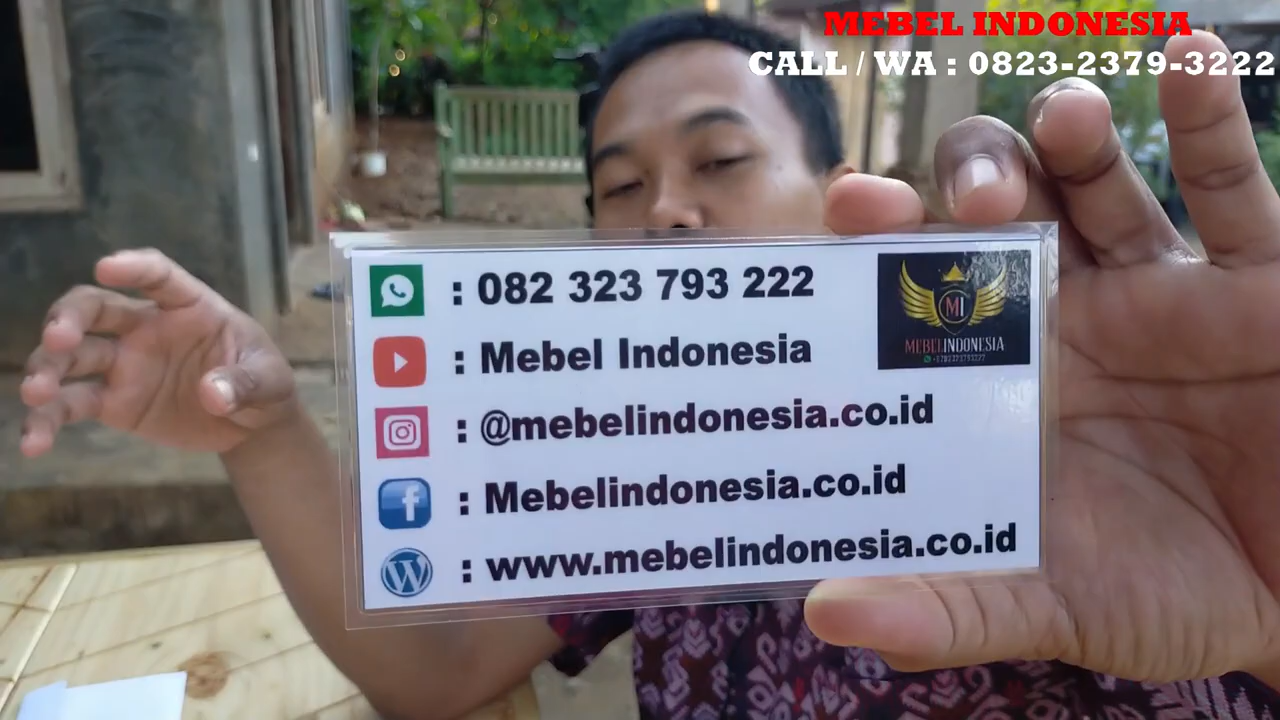 MEBEL INDONESIA
CALL / WA : 0823-2379-3222
: 082 323 793 222
MI
MEBELINDONESIA
: Mebel Indonesia
: @mebelindonesia.co.id
: Mebelindonesia.co.id
: www.mebelindonesia.co.id